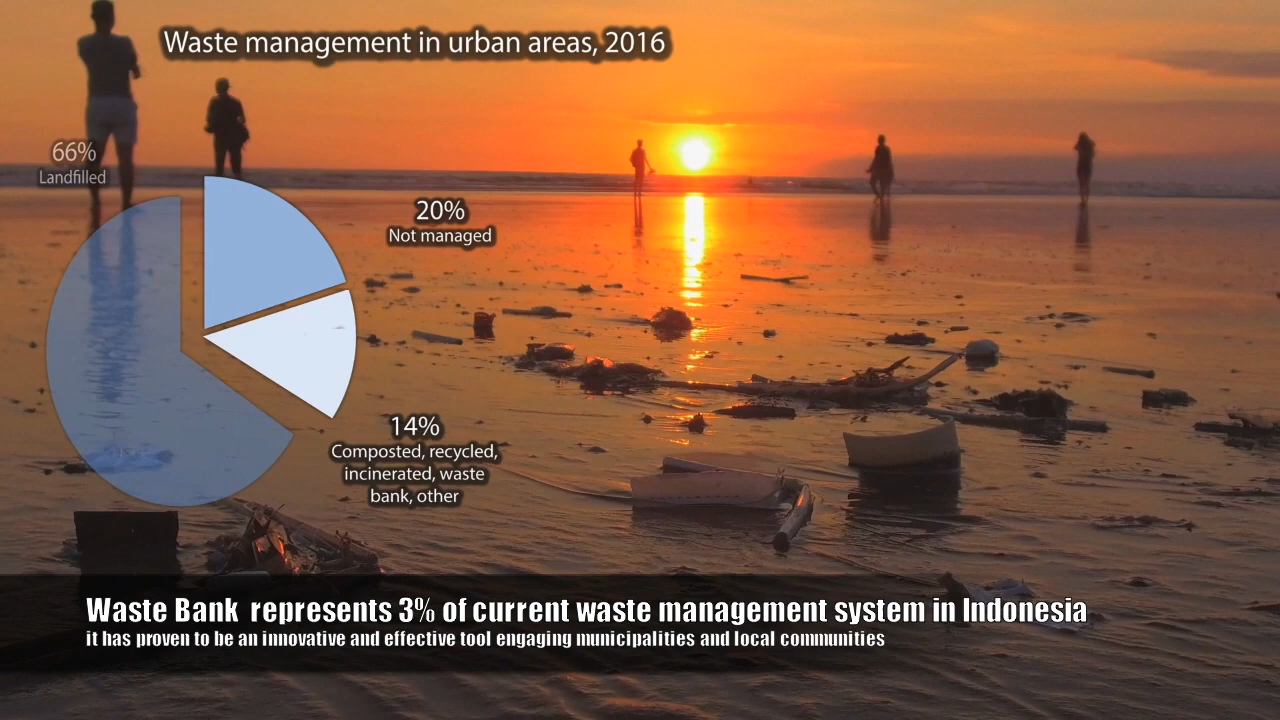 Waste management in urban areas, 2016
66%
Landfilled
20%
Not managed
14%
Composted, recycled,
incinerated, waste
bank, other
Waste Bank  represents 3% of current waste management system in Indonesia
it has proven to be an innovative and effective tool engaging municipalities and local communities